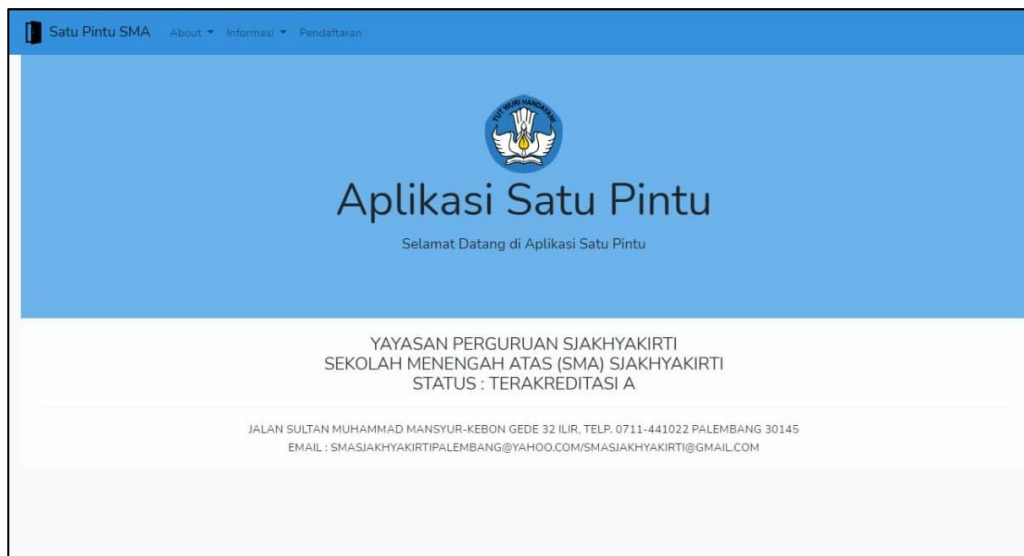 Satu Pintu SMA About Informasi Pendaftaran
TUT WURI HANDAYANI
Aplikasi Satu Pintu
Selamat Datang di Aplikasi Satu Pintu
YAYASAN PERGURUAN SJAKHYAKIRTI
SEKOLAH MENENGAH ATAS (SMA) SJAKHYAKIRTI
STATUS : TERAKREDITASI A
JALAN SULTAN MUHAMMAD MANSYUR-KEBON GEDE 32 ILIR, TELP. 0711-441022 PALEMBANG 30145
EMAIL : SMASJAKHYAKIRTIPALEMBANG@YAHOO.COM/SMASJAKHYAKIRTI@GMAIL.COM